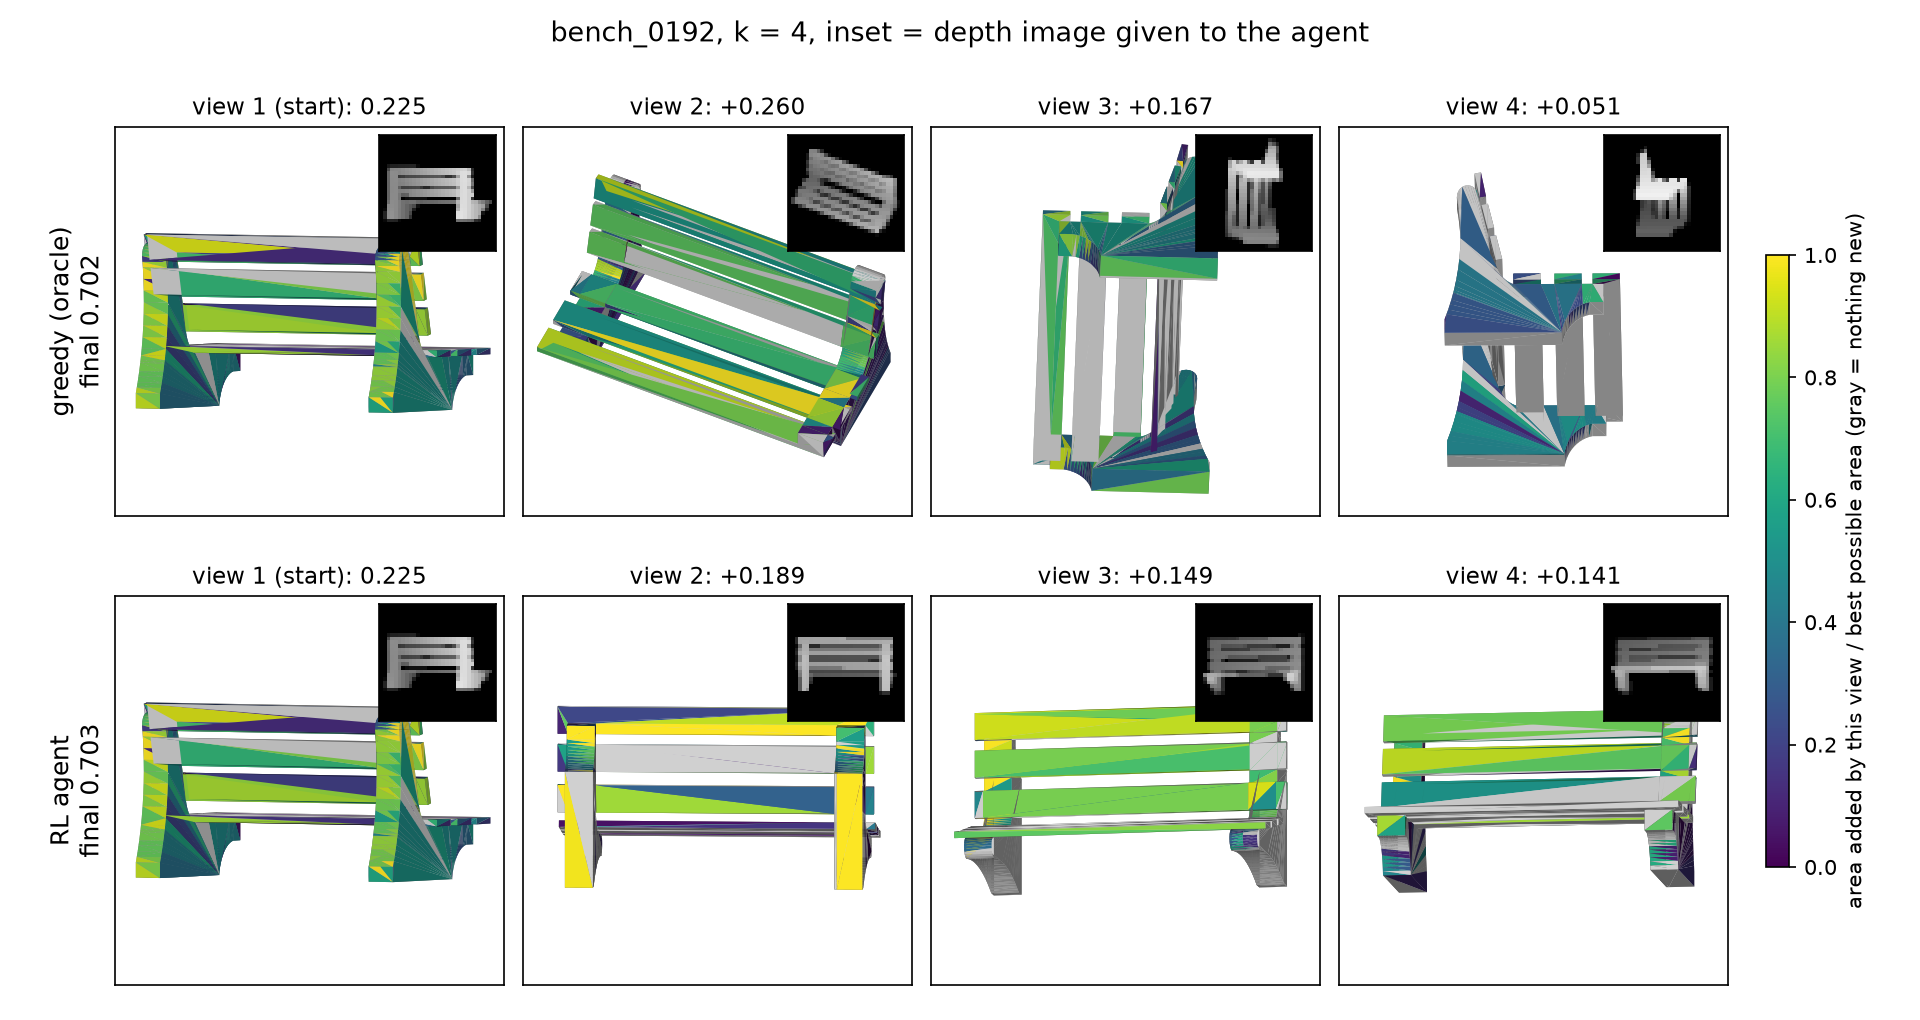 bench_0192, k = 4, inset = depth image given to the agent
greedy (oracle)
final 0.702
view 1 (start): 0.225
view 2: +0.260
view 3: +0.167
view 4: +0.051
RL agent
final 0.703
view 1 (start): 0.225
view 2: +0.189
view 3: +0.149
view 4: +0.141
1.0
0.8
0.6
0.4
0.2
0.0
area added by this view / best possible area (gray = nothing new)